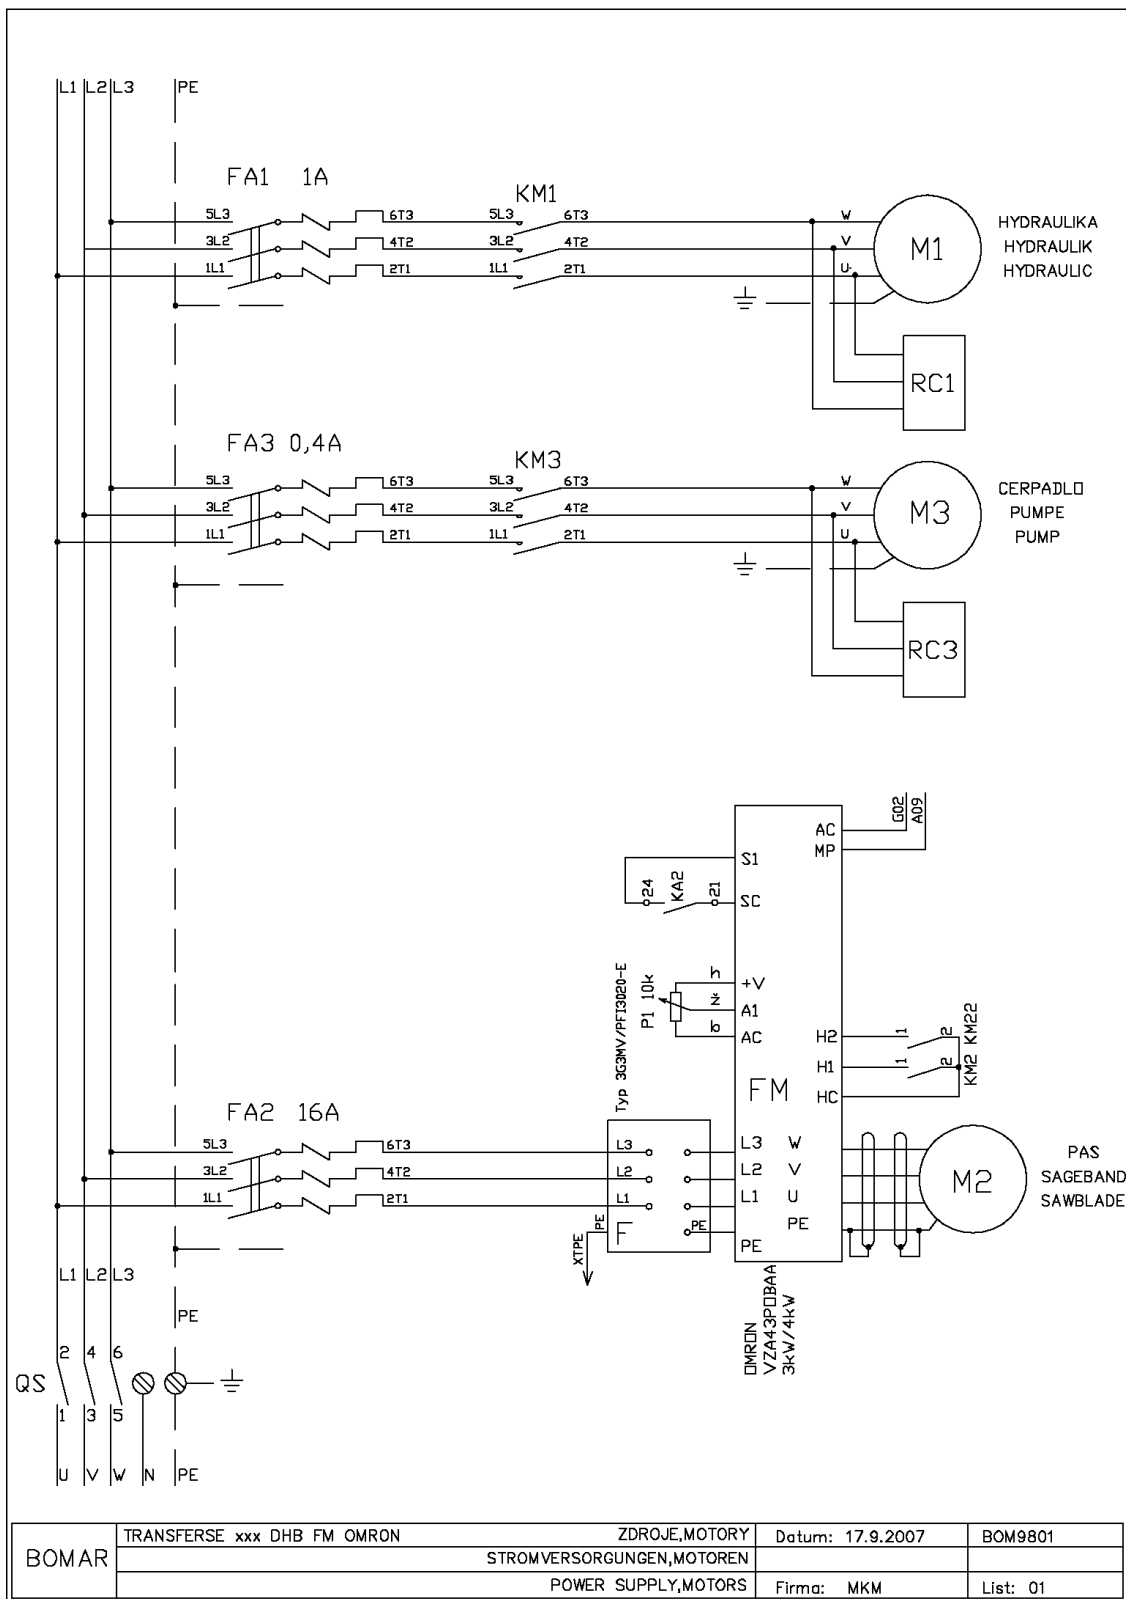 L1 L2 L3 PE
FA1 1A
KM1
5L3 6T3 5L3 6T3 W
3L2 4T2 3L2 4T2 V
1L1 2T1 1L1 2T1 U
M1
HYDRAULIKA
HYDRAULIK
HYDRAULIC
RC1
FA3 0,4A
KM3
5L3 6T3 5L3 6T3 W
3L2 4T2 3L2 4T2 V
1L1 2T1 1L1 2T1 U
M3
CERPADLO
PUMPE
PUMP
RC3
G02
A09
AC
MP
S1
24 KA2 21
SC
Typ 3G3MV/PFI3020-E
P1 10k
h +V
ž A1
b AC
H2 1 2 KM22
H1 1 2 KM2
HC
FM
FA2 16A
5L3 6T3 L3 L3 W
3L2 4T2 L2 L2 V
1L1 2T1 L1 L1 U
PE F PE PE
PE
XTPE
M2
PAS
SAGEBAND
SAWBLADE
OMRON
VZA43P0BAA
3kW/4kW
L1 L2 L3
PE
2 4 6
QS
1 3 5
U V W N PE
BOMAR
TRANSFERSE xxx DHB FM OMRON ZDROJE,MOTORY Datum: 17.9.2007 BOM9801
STROMVERSORGUNGEN,MOTOREN
POWER SUPPLY,MOTORS Firma: MKM List: 01